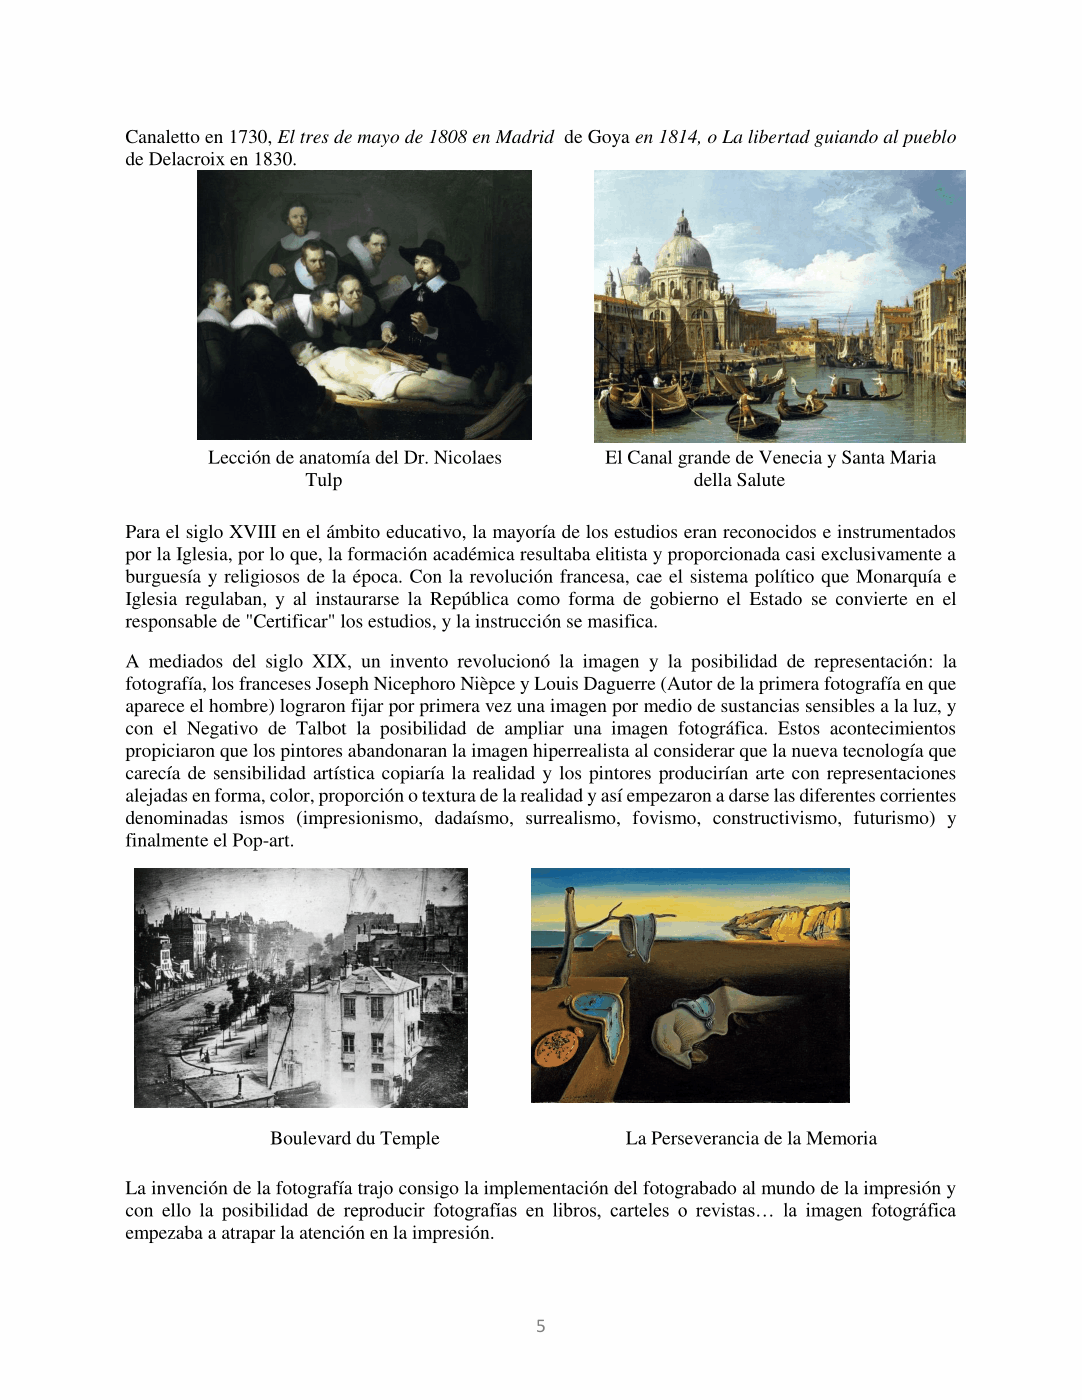 Canaletto en 1730, El tres de mayo de 1808 en Madrid de Goya en 1814, o La libertad guiando al pueblo
de Delacroix en 1830.
Lección de anatomía del Dr. Nicolaes
Tulp
El Canal grande de Venecia y Santa Maria
della Salute
Para el siglo XVIII en el ámbito educativo, la mayoría de los estudios eran reconocidos e instrumentados
por la Iglesia, por lo que, la formación académica resultaba elitista y proporcionada casi exclusivamente a
burguesía y religiosos de la época. Con la revolución francesa, cae el sistema político que Monarquía e
Iglesia regulaban, y al instaurarse la República como forma de gobierno el Estado se convierte en el
responsable de "Certificar" los estudios, y la instrucción se masifica.
A mediados del siglo XIX, un invento revolucionó la imagen y la posibilidad de representación: la
fotografía, los franceses Joseph Nicephoro Nièpce y Louis Daguerre (Autor de la primera fotografía en que
aparece el hombre) lograron fijar por primera vez una imagen por medio de sustancias sensibles a la luz, y
con el Negativo de Talbot la posibilidad de ampliar una imagen fotográfica. Estos acontecimientos
propiciaron que los pintores abandonaran la imagen hiperrealista al considerar que la nueva tecnología que
carecía de sensibilidad artística copiaría la realidad y los pintores producirían arte con representaciones
alejadas en forma, color, proporción o textura de la realidad y así empezaron a darse las diferentes corrientes
denominadas ismos (impresionismo, dadaísmo, surrealismo, fovismo, constructivismo, futurismo) y
finalmente el Pop-art.
Boulevard du Temple
La Perseverancia de la Memoria
La invención de la fotografía trajo consigo la implementación del fotograbado al mundo de la impresión y
con ello la posibilidad de reproducir fotografías en libros, carteles o revistas… la imagen fotográfica
empezaba a atrapar la atención en la impresión.
5